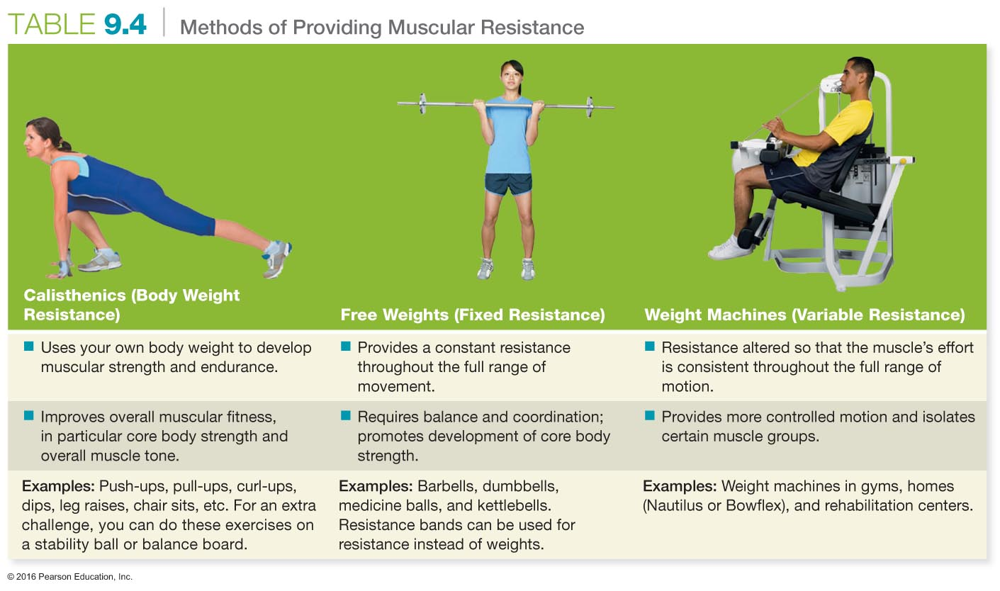 TABLE 9.4 | Methods of Providing Muscular Resistance
Calisthenics (Body Weight
Resistance)
■ Uses your own body weight to develop
muscular strength and endurance.
■ Improves overall muscular fitness,
in particular core body strength and
overall muscle tone.
Examples: Push-ups, pull-ups, curl-ups,
dips, leg raises, chair sits, etc. For an extra
challenge, you can do these exercises on
a stability ball or balance board.
Free Weights (Fixed Resistance)
■ Provides a constant resistance
throughout the full range of
movement.
■ Requires balance and coordination;
promotes development of core body
strength.
Examples: Barbells, dumbbells,
medicine balls, and kettlebells.
Resistance bands can be used for
resistance instead of weights.
Weight Machines (Variable Resistance)
■ Resistance altered so that the muscle’s effort
is consistent throughout the full range of
motion.
■ Provides more controlled motion and isolates
certain muscle groups.
Examples: Weight machines in gyms, homes
(Nautilus or Bowflex), and rehabilitation centers.
© 2016 Pearson Education, Inc.